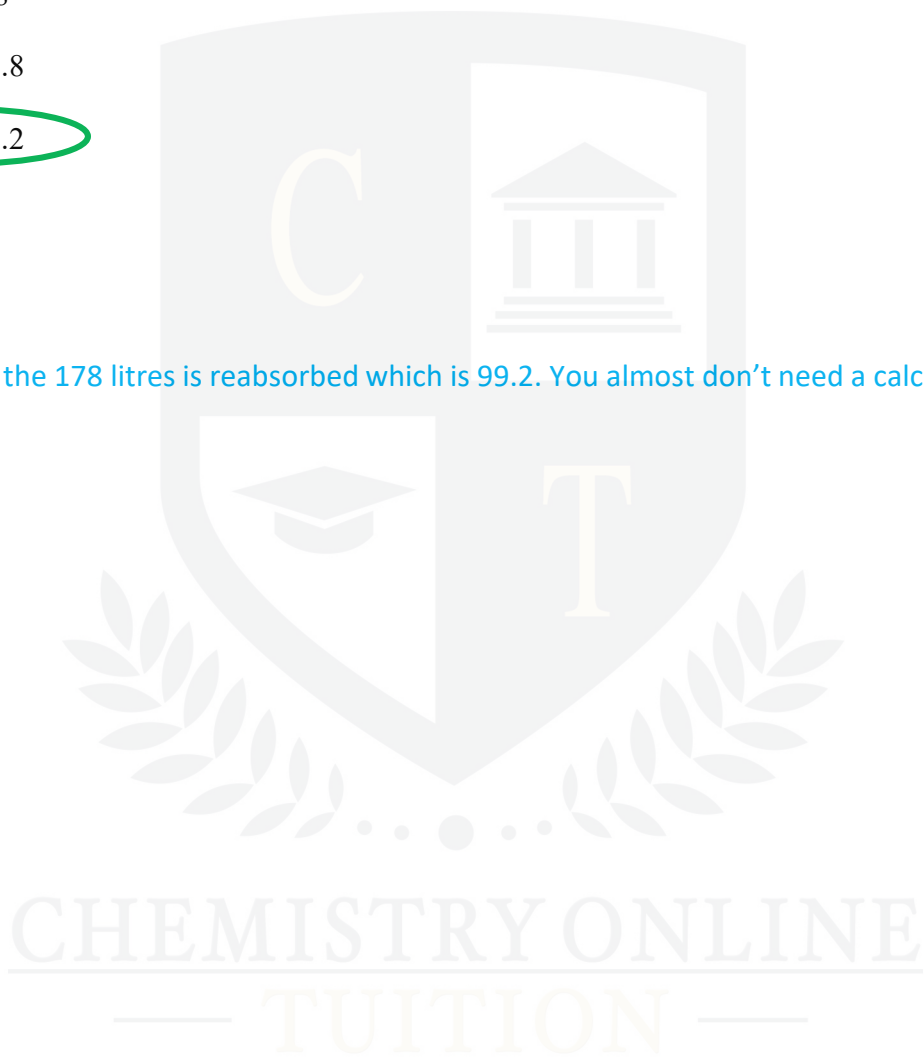 .8
.2
the 178 litres is reabsorbed which is 99.2. You almost don't need a calc
C
T
CHEMISTRY ONLINE
— TUITION —